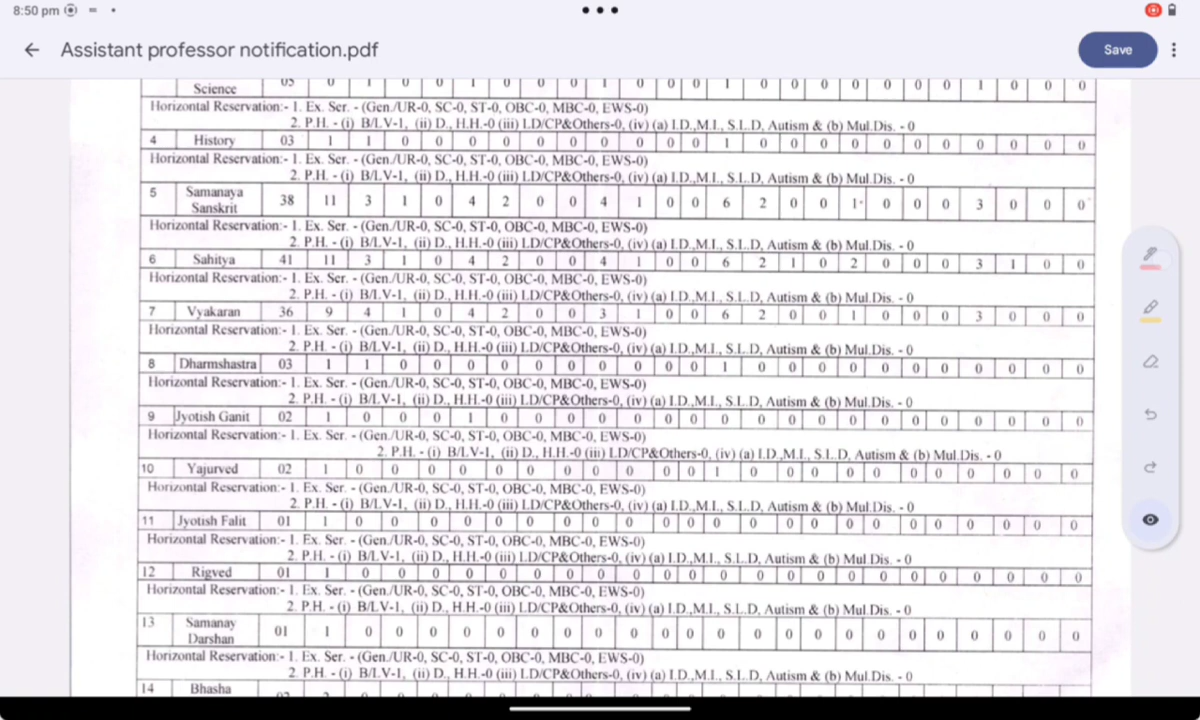 8:50 pm
Assistant professor notification.pdf
Save
Science 03 0 1 0 0 1 0 0 0 1 0 0 0 1 0 0 0 0 0 0 0 1 0 0 0
Horizontal Reservation:- 1. Ex. Ser. - (Gen./UR-0, SC-0, ST-0, OBC-0, MBC-0, EWS-0)
2. P.H. - (i) B/LV-1, (ii) D., H.H.-0 (iii) LD/CP&Others-0, (iv) (a) I.D.,M.I., S.L.D, Autism & (b) Mul.Dis. - 0
4 History 03 1 1 0 0 0 0 0 0 0 0 0 0 1 0 0 0 0 0 0 0 0 0 0 0
Horizontal Reservation:- 1. Ex. Ser. - (Gen./UR-0, SC-0, ST-0, OBC-0, MBC-0, EWS-0)
2. P.H. - (i) B/LV-1, (ii) D., H.H.-0 (iii) LD/CP&Others-0, (iv) (a) I.D.,M.I., S.L.D, Autism & (b) Mul.Dis. - 0
5 Samanaya
Sanskrit 38 11 3 1 0 4 2 0 0 4 1 0 0 6 2 0 0 1 0 0 0 3 0 0 0
Horizontal Reservation:- 1. Ex. Ser. - (Gen./UR-0, SC-0, ST-0, OBC-0, MBC-0, EWS-0)
2. P.H. - (i) B/LV-1, (ii) D., H.H.-0 (iii) LD/CP&Others-0, (iv) (a) I.D.,M.I., S.L.D, Autism & (b) Mul.Dis. - 0
6 Sahitya 41 11 3 1 0 4 2 0 0 4 1 0 0 6 2 1 0 2 0 0 0 3 1 0 0
Horizontal Reservation:- 1. Ex. Ser. - (Gen./UR-0, SC-0, ST-0, OBC-0, MBC-0, EWS-0)
2. P.H. - (i) B/LV-1, (ii) D., H.H.-0 (iii) LD/CP&Others-0, (iv) (a) I.D.,M.I., S.L.D, Autism & (b) Mul.Dis. - 0
7 Vyakaran 36 9 4 1 0 4 2 0 0 3 1 0 0 6 2 0 0 1 0 0 0 3 0 0 0
Horizontal Reservation:- 1. Ex. Ser. - (Gen./UR-0, SC-0, ST-0, OBC-0, MBC-0, EWS-0)
2. P.H. - (i) B/LV-1, (ii) D., H.H.-0 (iii) LD/CP&Others-0, (iv) (a) I.D.,M.I., S.L.D, Autism & (b) Mul.Dis. - 0
8 Dharmshastra 03 1 1 0 0 0 0 0 0 0 0 0 0 1 0 0 0 0 0 0 0 0 0 0 0
Horizontal Reservation:- 1. Ex. Ser. - (Gen./UR-0, SC-0, ST-0, OBC-0, MBC-0, EWS-0)
2. P.H. - (i) B/LV-1, (ii) D., H.H.-0 (iii) LD/CP&Others-0, (iv) (a) I.D.,M.I., S.L.D, Autism & (b) Mul.Dis. - 0
9 Jyotish Ganit 02 1 0 0 0 1 0 0 0 0 0 0 0 0 0 0 0 0 0 0 0 0 0 0 0
Horizontal Reservation:- 1. Ex. Ser. - (Gen./UR-0, SC-0, ST-0, OBC-0, MBC-0, EWS-0)
2. P.H. - (i) B/LV-1, (ii) D., H.H.-0 (iii) LD/CP&Others-0, (iv) (a) I.D.,M.I., S.L.D, Autism & (b) Mul.Dis. - 0
10 Yajurved 02 1 0 0 0 0 0 0 0 0 0 0 0 1 0 0 0 0 0 0 0 0 0 0 0
Horizontal Reservation:- 1. Ex. Ser. - (Gen./UR-0, SC-0, ST-0, OBC-0, MBC-0, EWS-0)
2. P.H. - (i) B/LV-1, (ii) D., H.H.-0 (iii) LD/CP&Others-0, (iv) (a) I.D.,M.I., S.L.D, Autism & (b) Mul.Dis. - 0
11 Jyotish Falit 01 1 0 0 0 0 0 0 0 0 0 0 0 0 0 0 0 0 0 0 0 0 0 0 0
Horizontal Reservation:- 1. Ex. Ser. - (Gen./UR-0, SC-0, ST-0, OBC-0, MBC-0, EWS-0)
2. P.H. - (i) B/LV-1, (ii) D., H.H.-0 (iii) LD/CP&Others-0, (iv) (a) I.D.,M.I., S.L.D, Autism & (b) Mul.Dis. - 0
12 Rigved 01 1 0 0 0 0 0 0 0 0 0 0 0 0 0 0 0 0 0 0 0 0 0 0 0
Horizontal Reservation:- 1. Ex. Ser. - (Gen./UR-0, SC-0, ST-0, OBC-0, MBC-0, EWS-0)
2. P.H. - (i) B/LV-1, (ii) D., H.H.-0 (iii) LD/CP&Others-0, (iv) (a) I.D.,M.I., S.L.D, Autism & (b) Mul.Dis. - 0
13 Samanay
Darshan 01 1 0 0 0 0 0 0 0 0 0 0 0 0 0 0 0 0 0 0 0 0 0 0 0
Horizontal Reservation:- 1. Ex. Ser. - (Gen./UR-0, SC-0, ST-0, OBC-0, MBC-0, EWS-0)
2. P.H. - (i) B/LV-1, (ii) D., H.H.-0 (iii) LD/CP&Others-0, (iv) (a) I.D.,M.I., S.L.D, Autism & (b) Mul.Dis. - 0
14 Bhasha